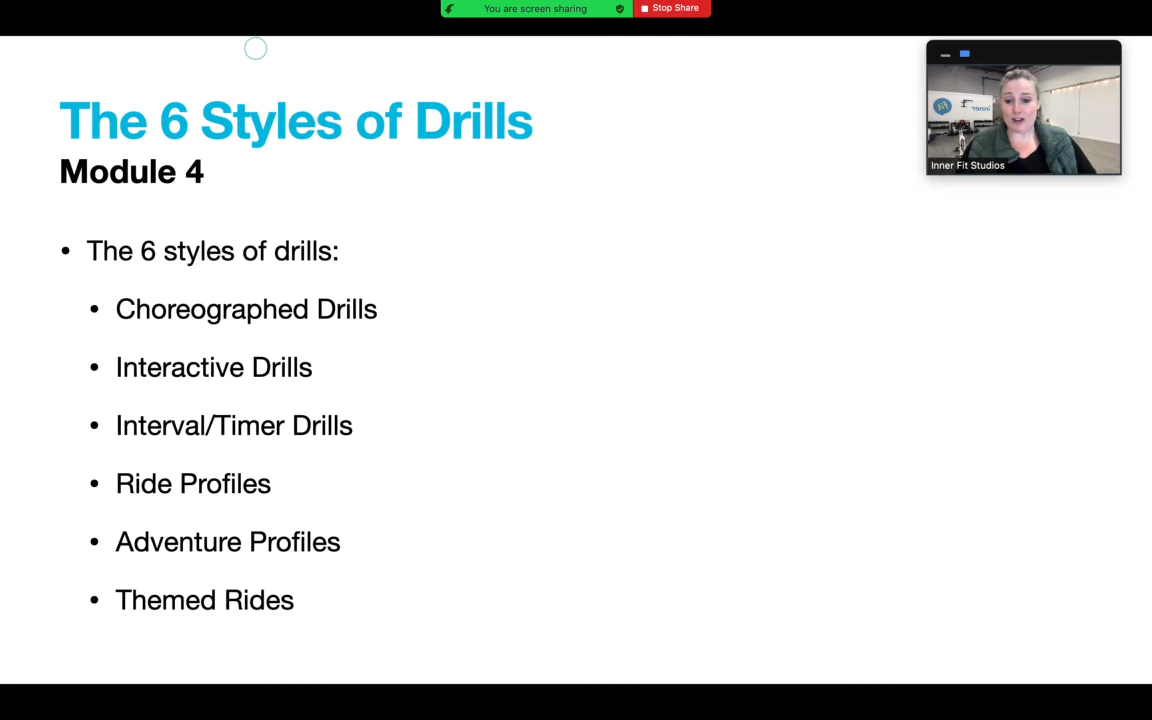 You are screen sharing
Stop Share
The 6 Styles of Drills
Module 4
• The 6 styles of drills:
• Choreographed Drills
• Interactive Drills
• Interval/Timer Drills
• Ride Profiles
• Adventure Profiles
• Themed Rides
Inner Fit Studios